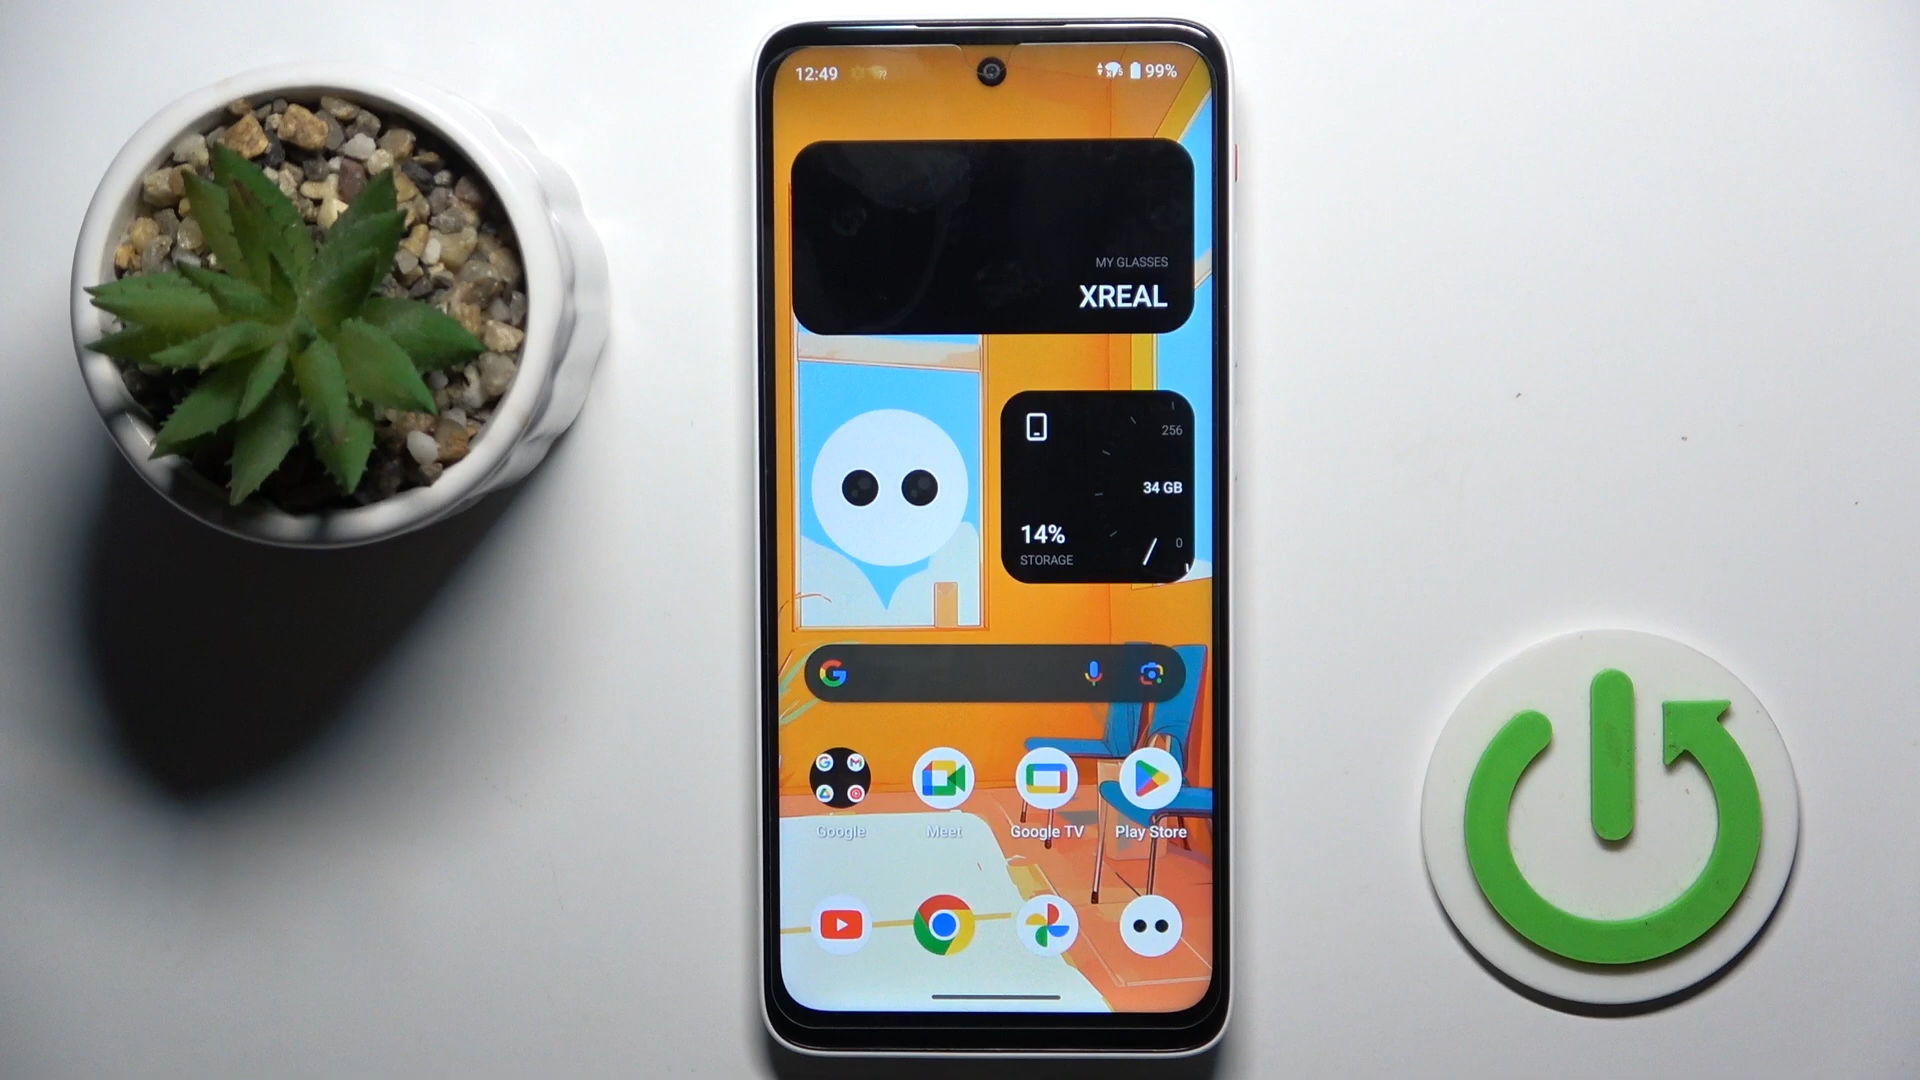 12:49
99%
MY GLASSES
XREAL
256
34 GB
14%
0
STORAGE
Google
Meet
Google TV
Play Store